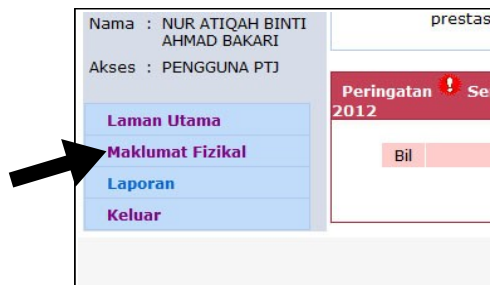 Nama : NUR ATIQAH BINTI
AHMAD BAKARI
Akses : PENGGUNA PTJ
Laman Utama
Maklumat Fizikal
Laporan
Keluar
prestas
Peringatan Se
2012
Bil